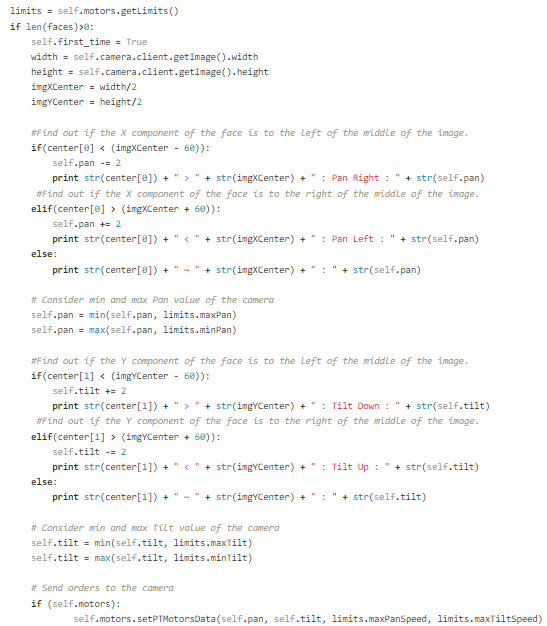 limits = self.motors.getLimits()
if len(faces)>0:
    self.first_time = True
    width = self.camera.client.getImage().width
    height = self.camera.client.getImage().height
    imgXCenter = width/2
    imgYCenter = height/2

    #Find out if the X component of the face is to the left of the middle of the image.
    if(center[0] < (imgXCenter - 60)):
        self.pan -= 2
        print str(center[0]) + " > " + str(imgXCenter) + " : Pan Right : " + str(self.pan)
     #Find out if the X component of the face is to the right of the middle of the image.
    elif(center[0] > (imgXCenter + 60)):
        self.pan += 2
        print str(center[0]) + " < " + str(imgXCenter) + " : Pan Left : " + str(self.pan)
    else:
        print str(center[0]) + " ~ " + str(imgXCenter) + " : " + str(self.pan)

    # Consider min and max Pan value of the camera
    self.pan = min(self.pan, limits.maxPan)
    self.pan = max(self.pan, limits.minPan)

    #Find out if the Y component of the face is to the left of the middle of the image.
    if(center[1] < (imgYCenter - 60)):
        self.tilt += 2
        print str(center[1]) + " > " + str(imgYCenter) + " : Tilt Down : " + str(self.tilt)
     #Find out if the Y component of the face is to the right of the middle of the image.
    elif(center[1] > (imgYCenter + 60)):
        self.tilt -= 2
        print str(center[1]) + " < " + str(imgYCenter) + " : Tilt Up : " + str(self.tilt)
    else:
        print str(center[1]) + " ~ " + str(imgYCenter) + " : " + str(self.tilt)

    # Consider min and max Tilt value of the camera
    self.tilt = min(self.tilt, limits.maxTilt)
    self.tilt = max(self.tilt, limits.minTilt)

    # Send orders to the camera
    if (self.motors):
            self.motors.setPTMotorsData(self.pan, self.tilt, limits.maxPanSpeed, limits.maxTiltSpeed)